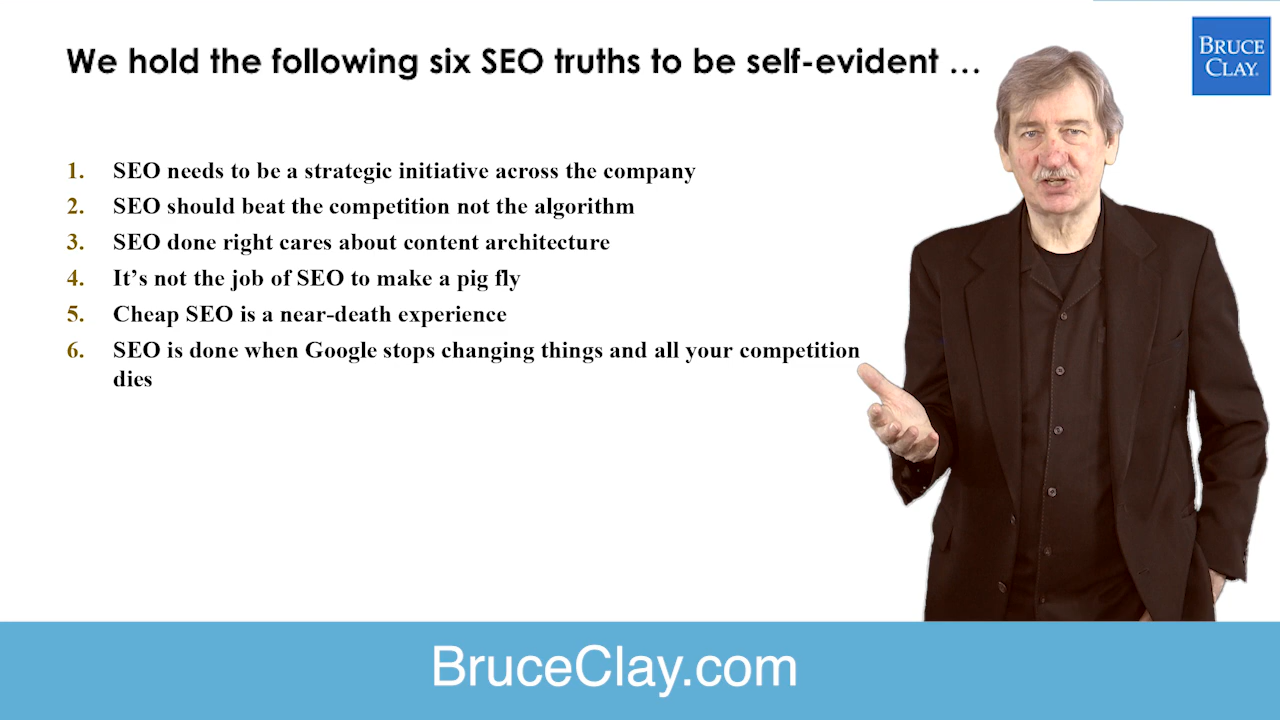 We hold the following six SEO truths to be self-evident …
BRUCE
CLAY
1. SEO needs to be a strategic initiative across the company
2. SEO should beat the competition not the algorithm
3. SEO done right cares about content architecture
4. It’s not the job of SEO to make a pig fly
5. Cheap SEO is a near-death experience
6. SEO is done when Google stops changing things and all your competition
dies
BruceClay.com